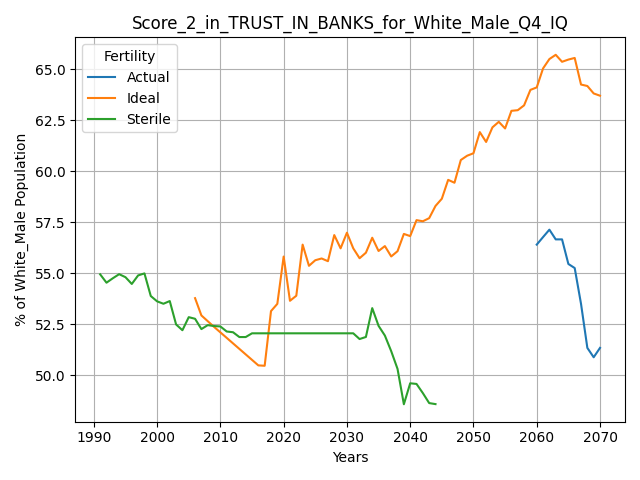 Score_2_in_TRUST_IN_BANKS_for_White_Male_Q4_IQ
Fertility
Actual
Ideal
Sterile
% of White_Male Population
65.0
62.5
60.0
57.5
55.0
52.5
50.0
1990 2000 2010 2020 2030 2040 2050 2060 2070
Years